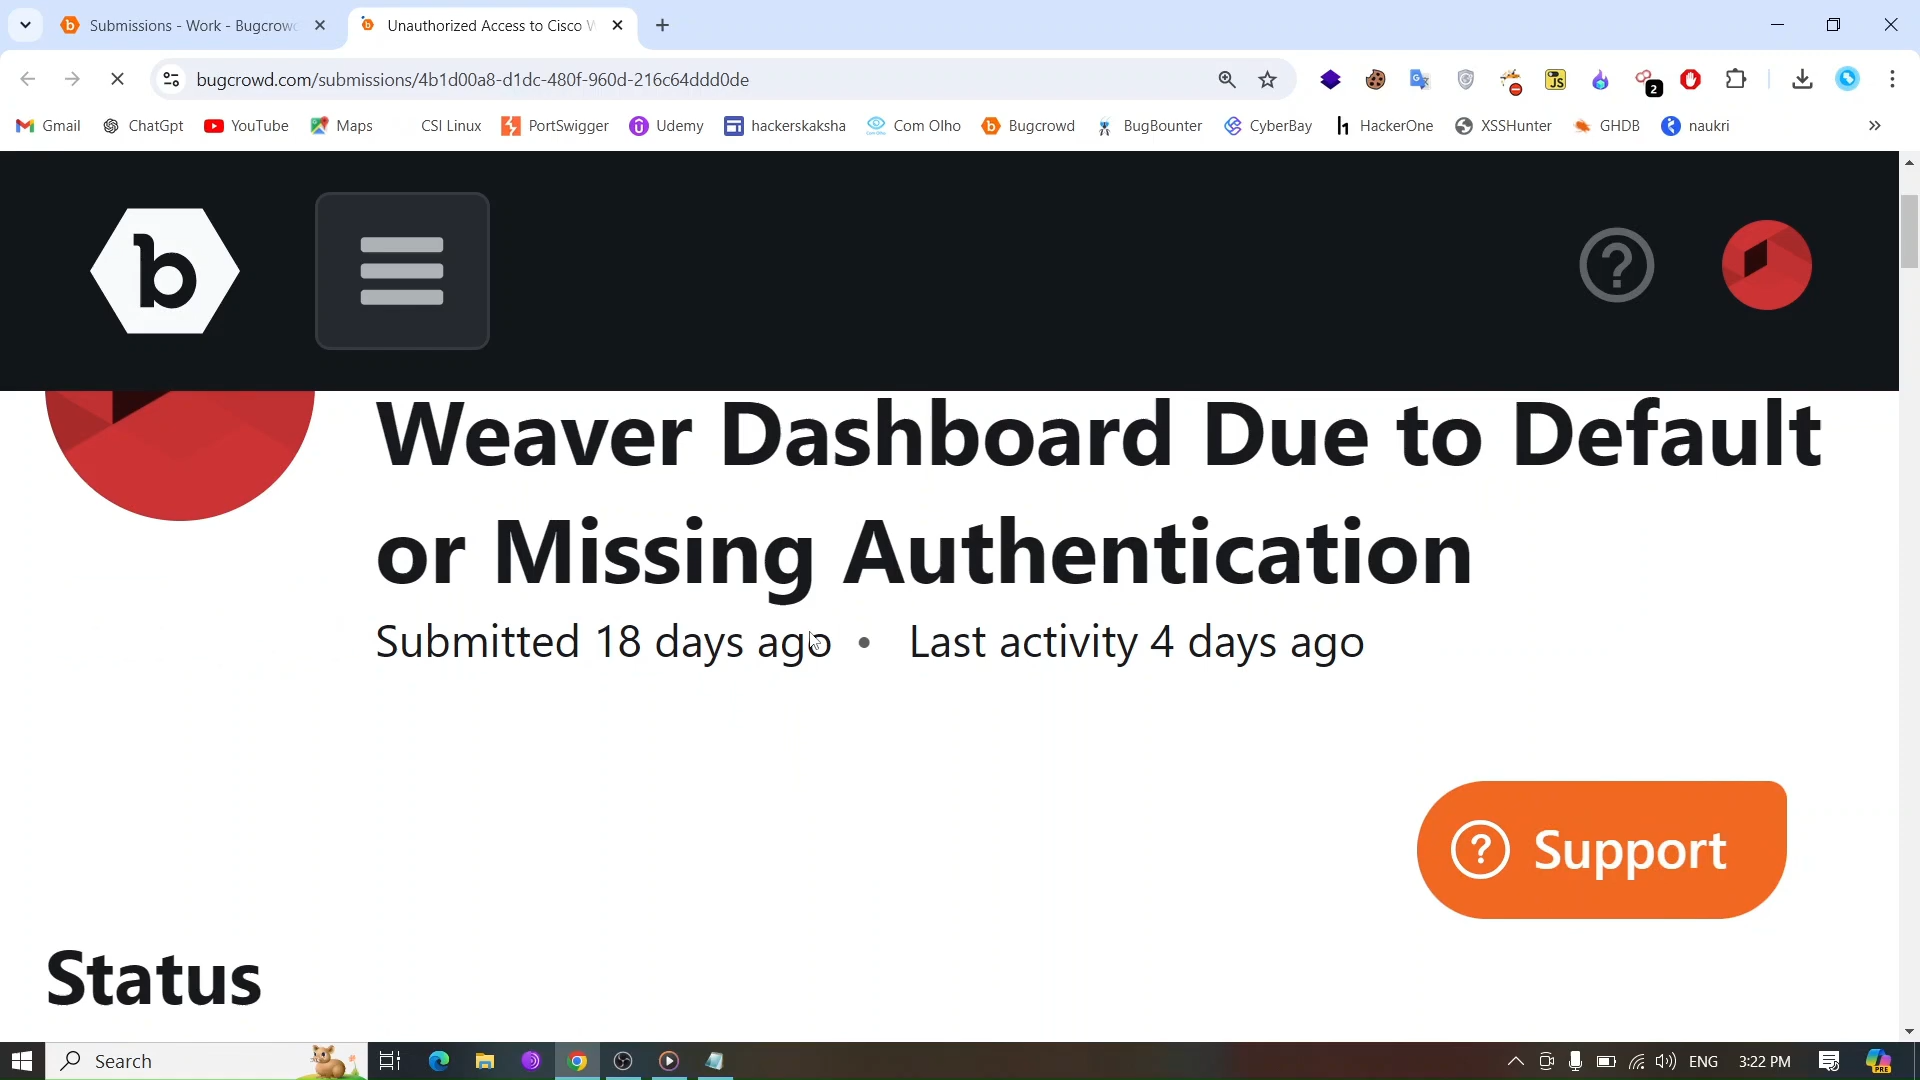 Submissions - Work - Bugcrowd
Unauthorized Access to Cisco W
bugcrowd.com/submissions/4b1d00a8-d1dc-480f-960d-216c64ddd0de
2
JS
Gmail
ChatGpt
YouTube
Maps
CSI Linux
PortSwigger
Udemy
hackerskaksha
Com Olho
Bugcrowd
BugBounter
CyberBay
HackerOne
XSSHunter
GHDB
naukri
b
Weaver Dashboard Due to Default
or Missing Authentication
Submitted 18 days ago • Last activity 4 days ago
Support
Status
Search
ENG
3:22 PM
PRE